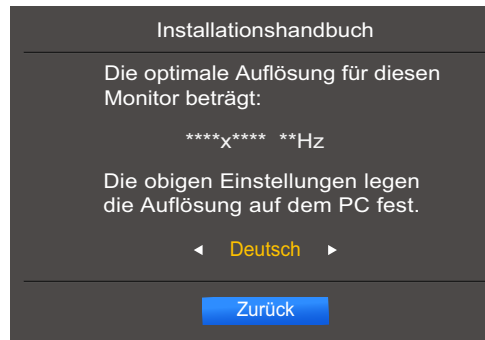 Installationshandbuch
Die optimale Auflösung für diesen
Monitor beträgt:
****x**** **Hz
Die obigen Einstellungen legen
die Auflösung auf dem PC fest.
◄ Deutsch ►
Zurück